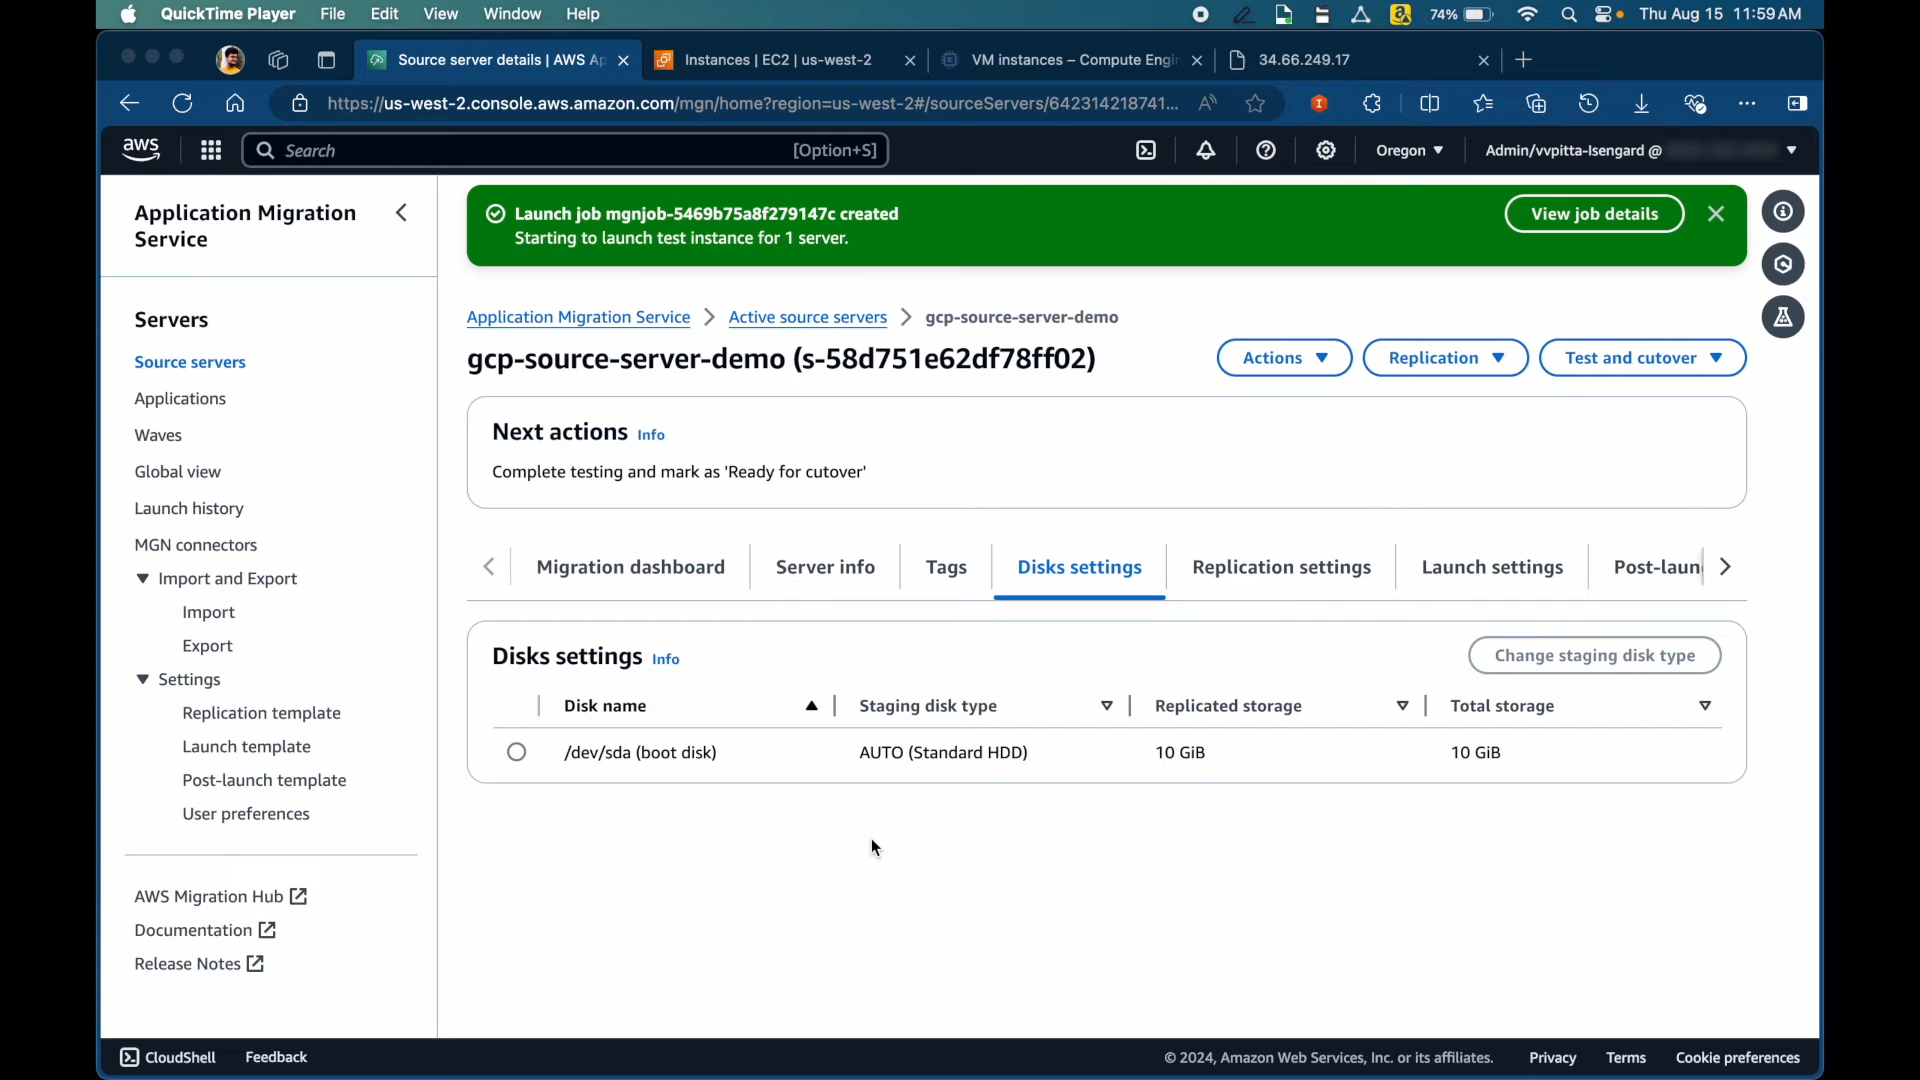 QuickTime Player File Edit View Window Help 74% Thu Aug 15 11:59 AM
Source server details | AWS Ap Instances | EC2 | us-west-2 VM instances – Compute Engi 34.66.249.17
https://us-west-2.console.aws.amazon.com/mgn/home?region=us-west-2#/sourceServers/642314218741...
aws Search [Option+S] Oregon Admin/vvpitta-Isengard @
Application Migration
Service
Servers
Source servers
Applications
Waves
Global view
Launch history
MGN connectors
Import and Export
Import
Export
Settings
Replication template
Launch template
Post-launch template
User preferences
AWS Migration Hub
Documentation
Release Notes
Launch job mgnjob-5469b75a8f279147c created
Starting to launch test instance for 1 server.
View job details
Application Migration Service Active source servers gcp-source-server-demo
gcp-source-server-demo (s-58d751e62df78ff02)
Actions Replication Test and cutover
Next actions Info
Complete testing and mark as 'Ready for cutover'
Migration dashboard Server info Tags Disks settings Replication settings Launch settings Post-laun
Disks settings Info Change staging disk type
Disk name Staging disk type Replicated storage Total storage
/dev/sda (boot disk) AUTO (Standard HDD) 10 GiB 10 GiB
CloudShell Feedback © 2024, Amazon Web Services, Inc. or its affiliates. Privacy Terms Cookie preferences